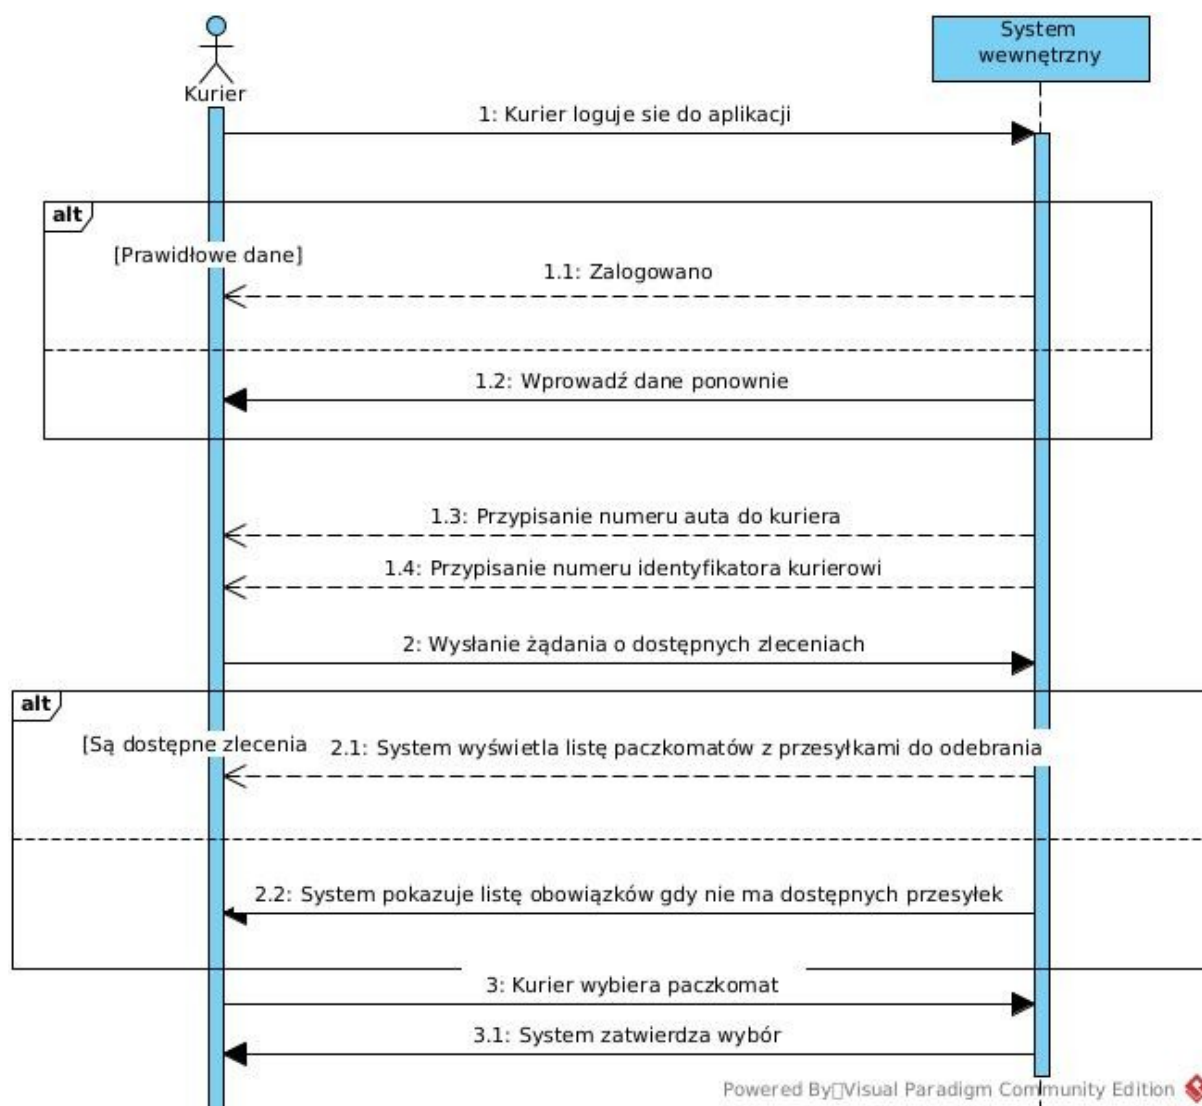 System
wewnętrzny
Kurier
1: Kurier loguje sie do aplikacji
alt
[Prawidłowe dane]
1.1: Zalogowano
1.2: Wprowadź dane ponownie
1.3: Przypisanie numeru auta do kuriera
1.4: Przypisanie numeru identyfikatora kurierowi
2: Wysłanie żądania o dostępnych zleceniach
alt
[Są dostępne zlecenia
2.1: System wyświetla listę paczkomatów z przesyłkami do odebrania
2.2: System pokazuje listę obowiązków gdy nie ma dostępnych przesyłek
3: Kurier wybiera paczkomat
3.1: System zatwierdza wybór
Powered By□Visual Paradigm Community Edition